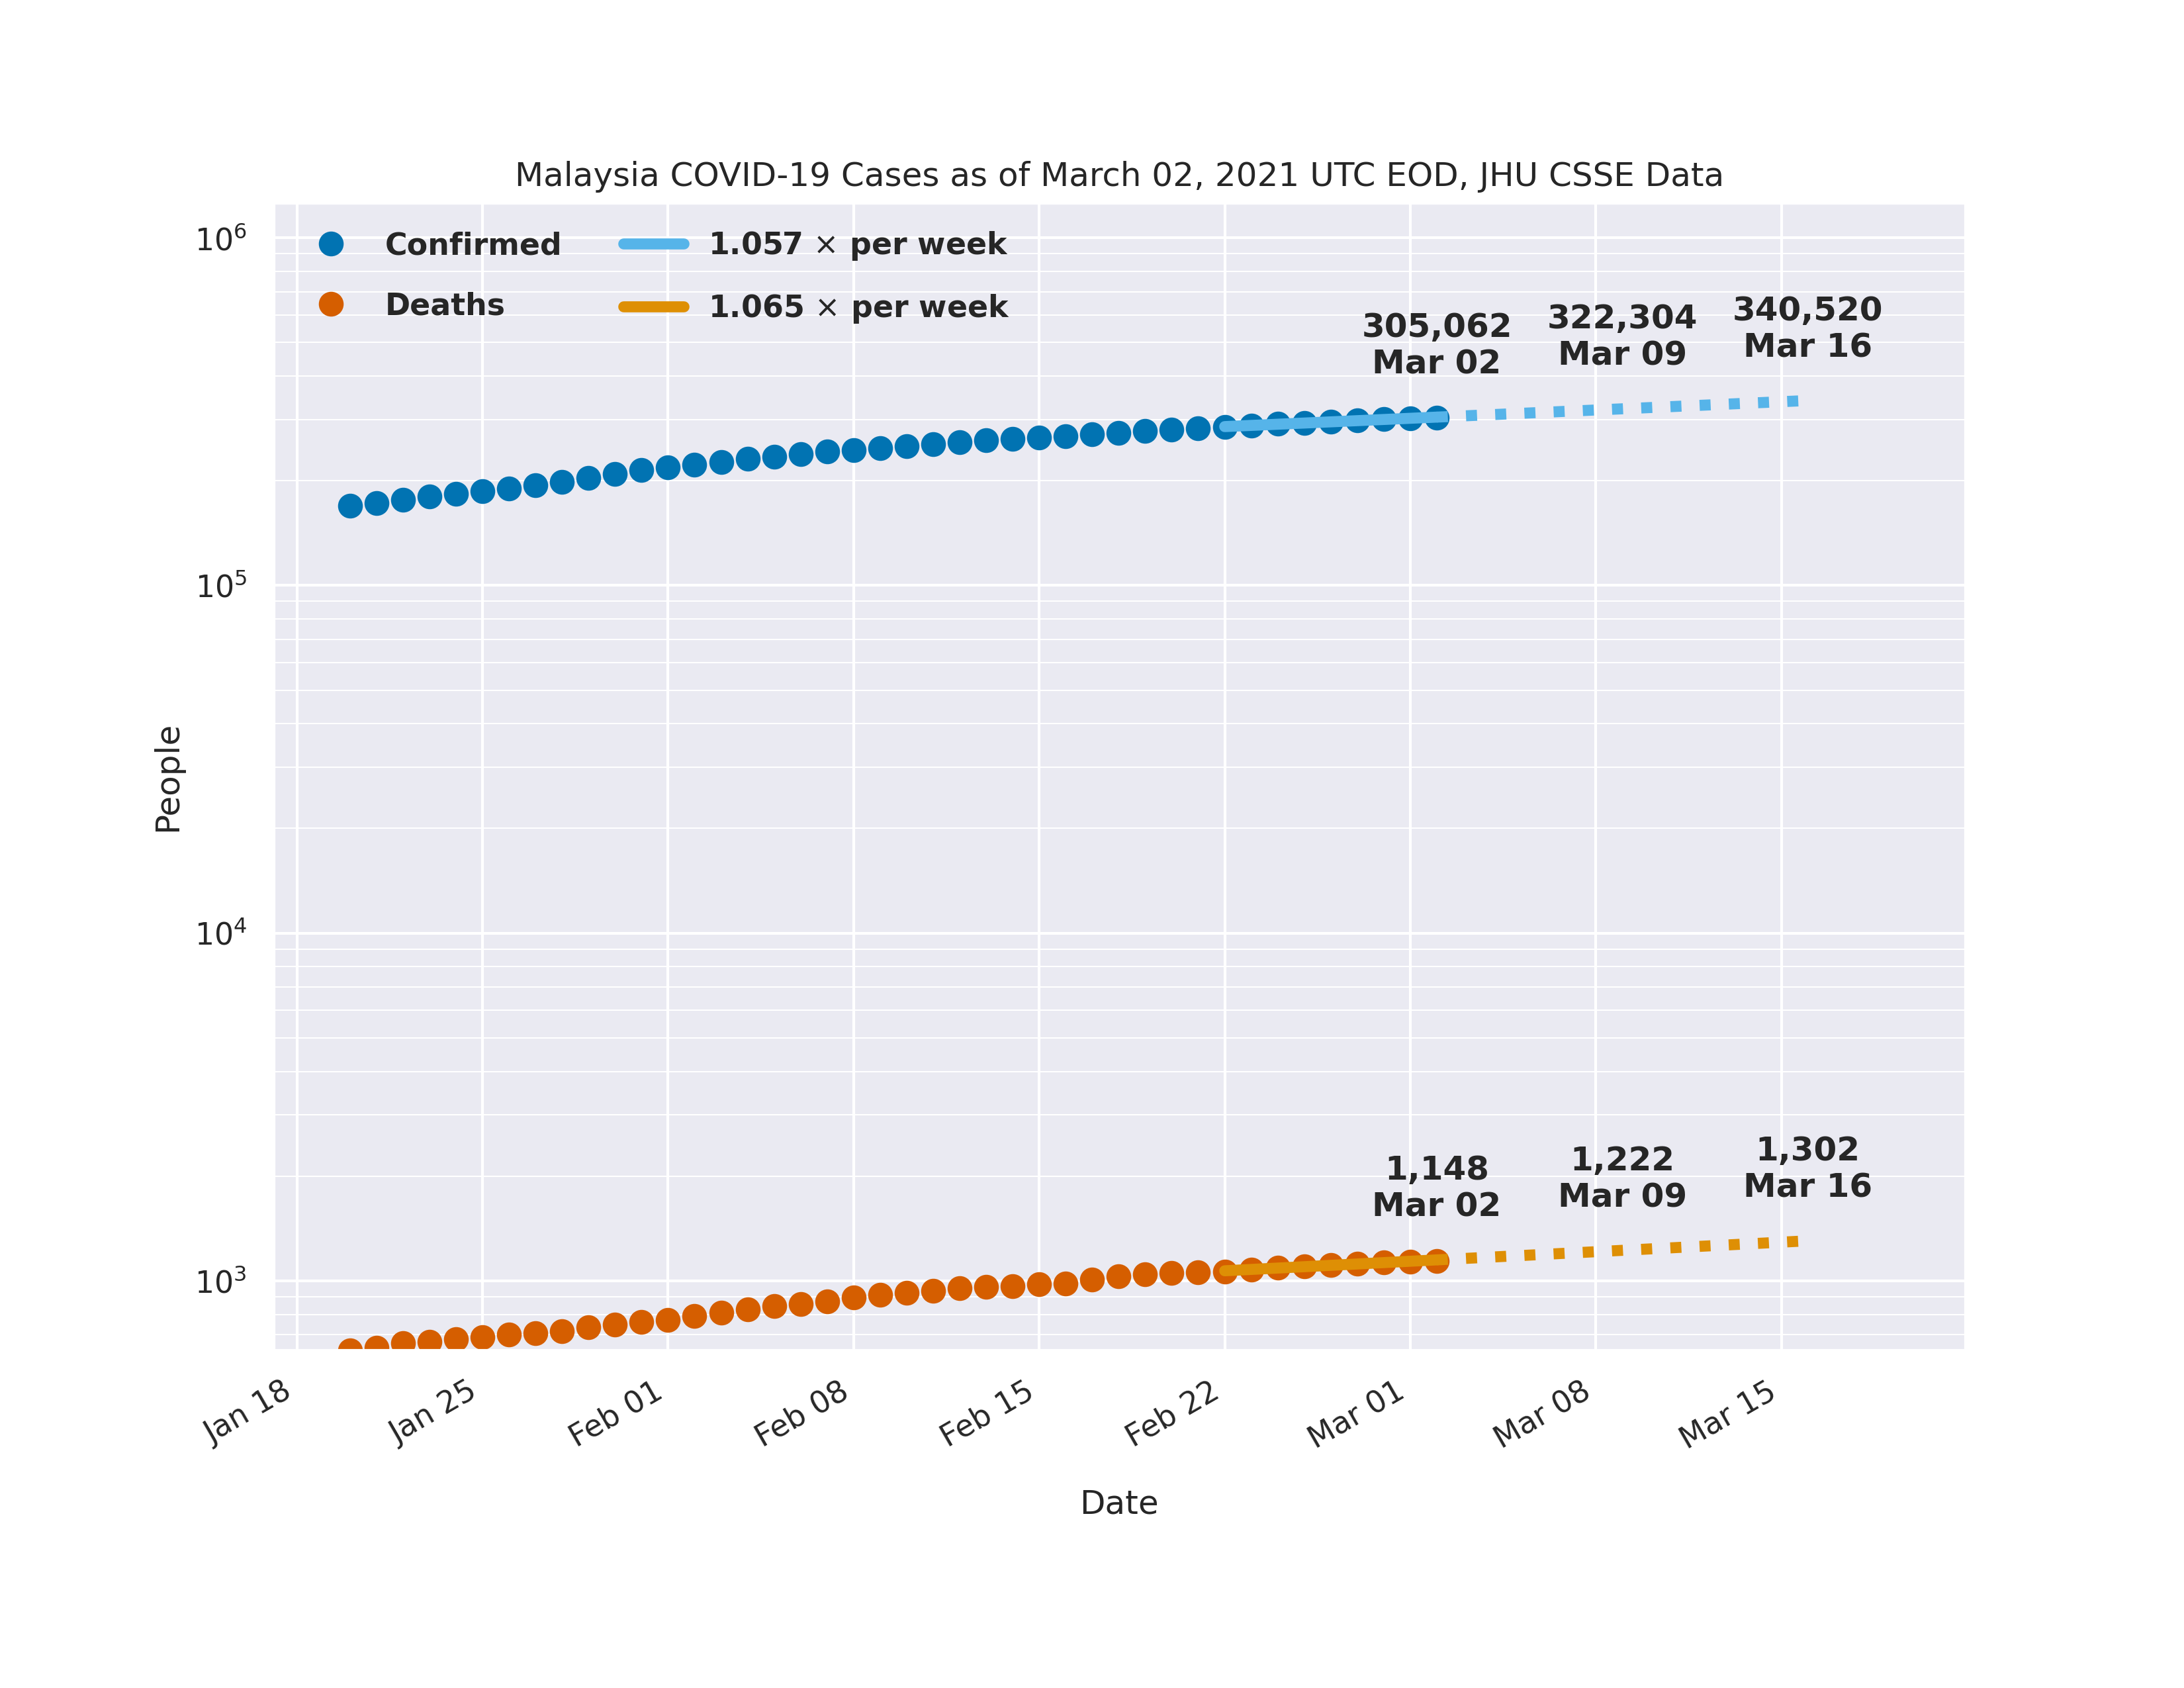 Malaysia COVID-19 Cases as of March 02, 2021 UTC EOD, JHU CSSE Data
10⁶
10⁵
10⁴
10³
People
Confirmed
Deaths
1.057 × per week
1.065 × per week
305,062
Mar 02
322,304
Mar 09
340,520
Mar 16
1,148
Mar 02
1,222
Mar 09
1,302
Mar 16
Jan 18
Jan 25
Feb 01
Feb 08
Feb 15
Feb 22
Mar 01
Mar 08
Mar 15
Date